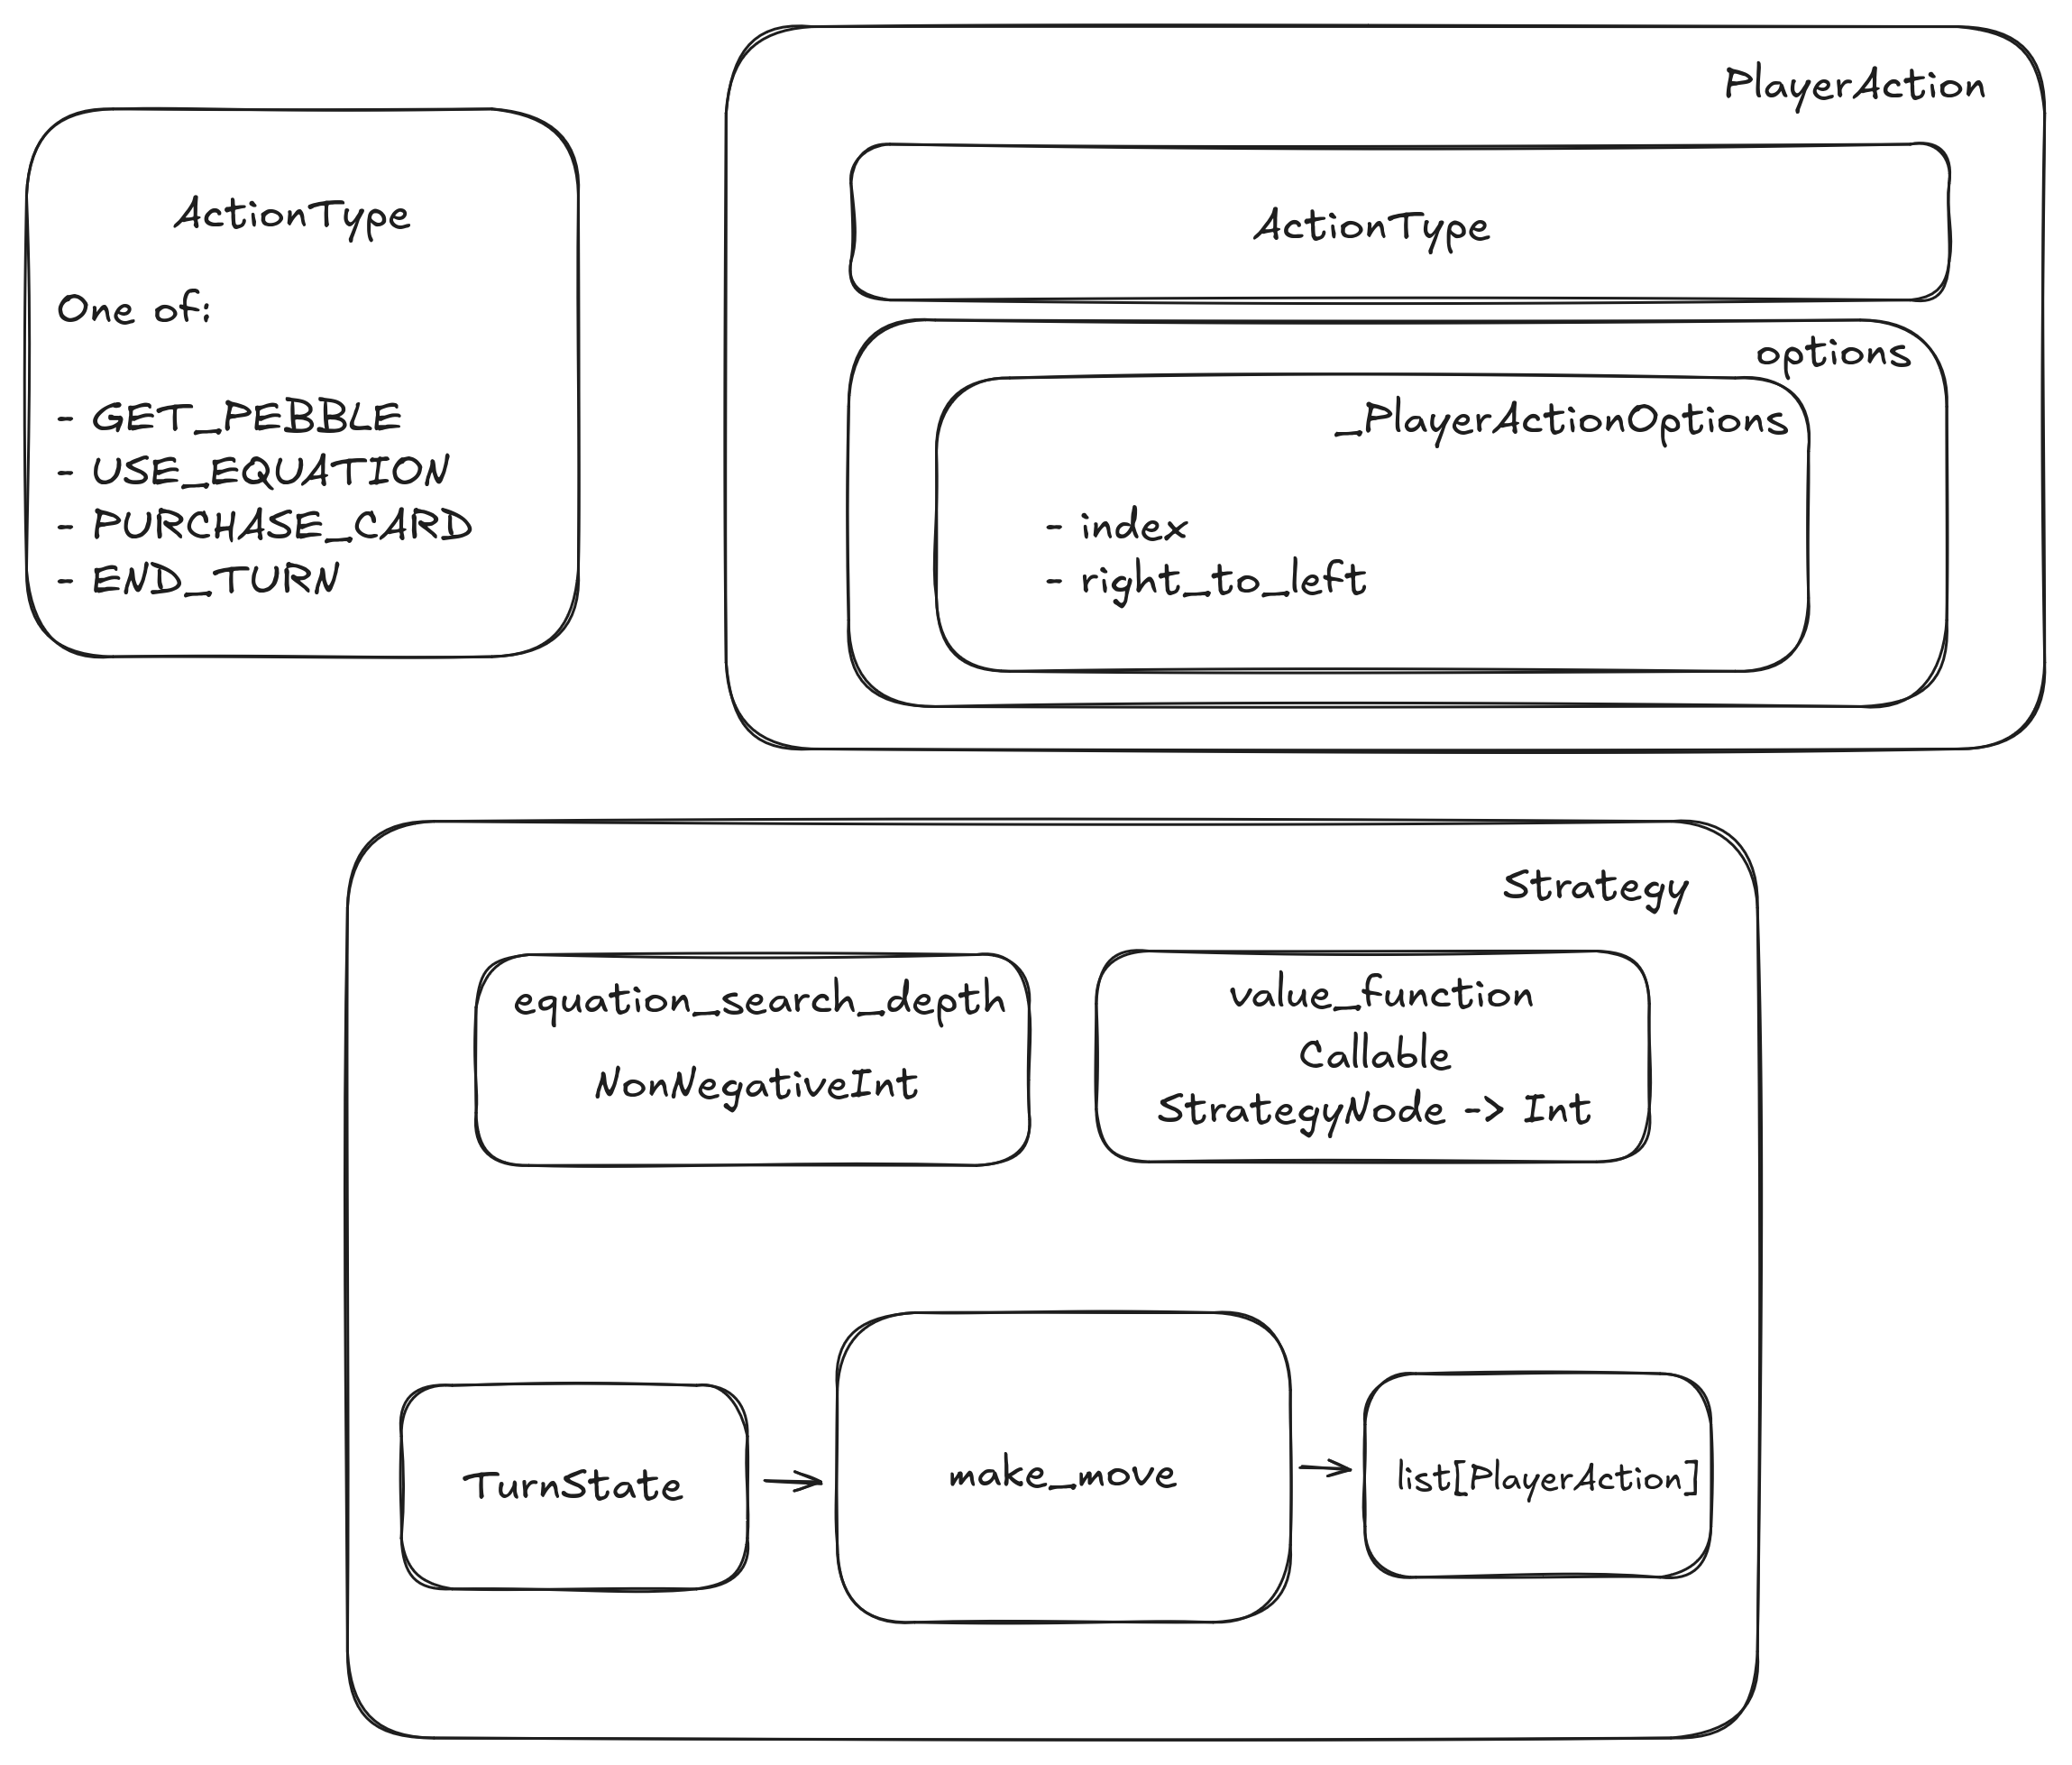 ActionType
One of:
- GET_PEBBLE
- USE_EQUATION
- PURCHASE_CARD
- END_TURN
PlayerAction
ActionType
options
_PlayerActionOptions
- index
- right_to_left
Strategy
equation_search_depth
NonNegativeInt
value_function
Callable
StrategyNode -> Int
TurnState
make_move
list[PlayerAction]